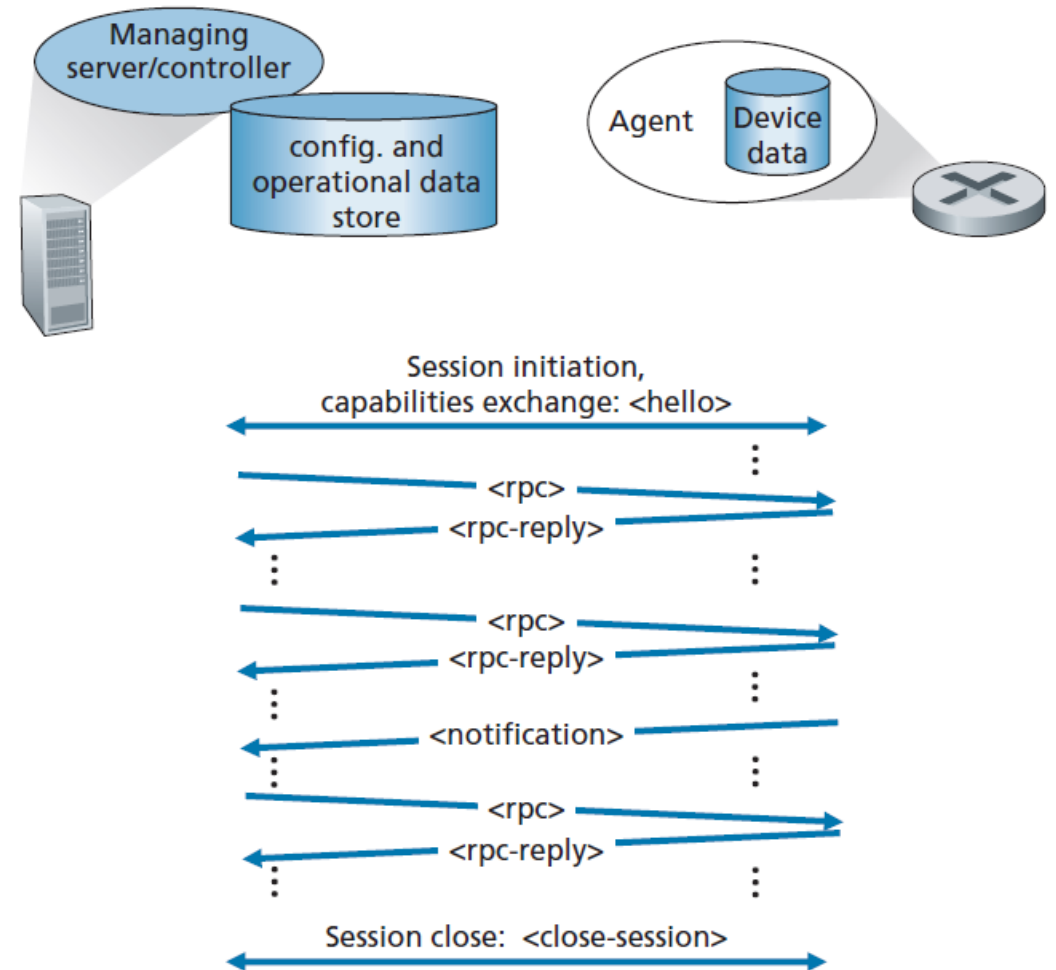 Managing
server/controller
config. and
operational data
store
Agent
Device
data
Session initiation,
capabilities exchange: <hello>
<rpc>
<rpc-reply>
<rpc>
<rpc-reply>
<notification>
<rpc>
<rpc-reply>
Session close: <close-session>